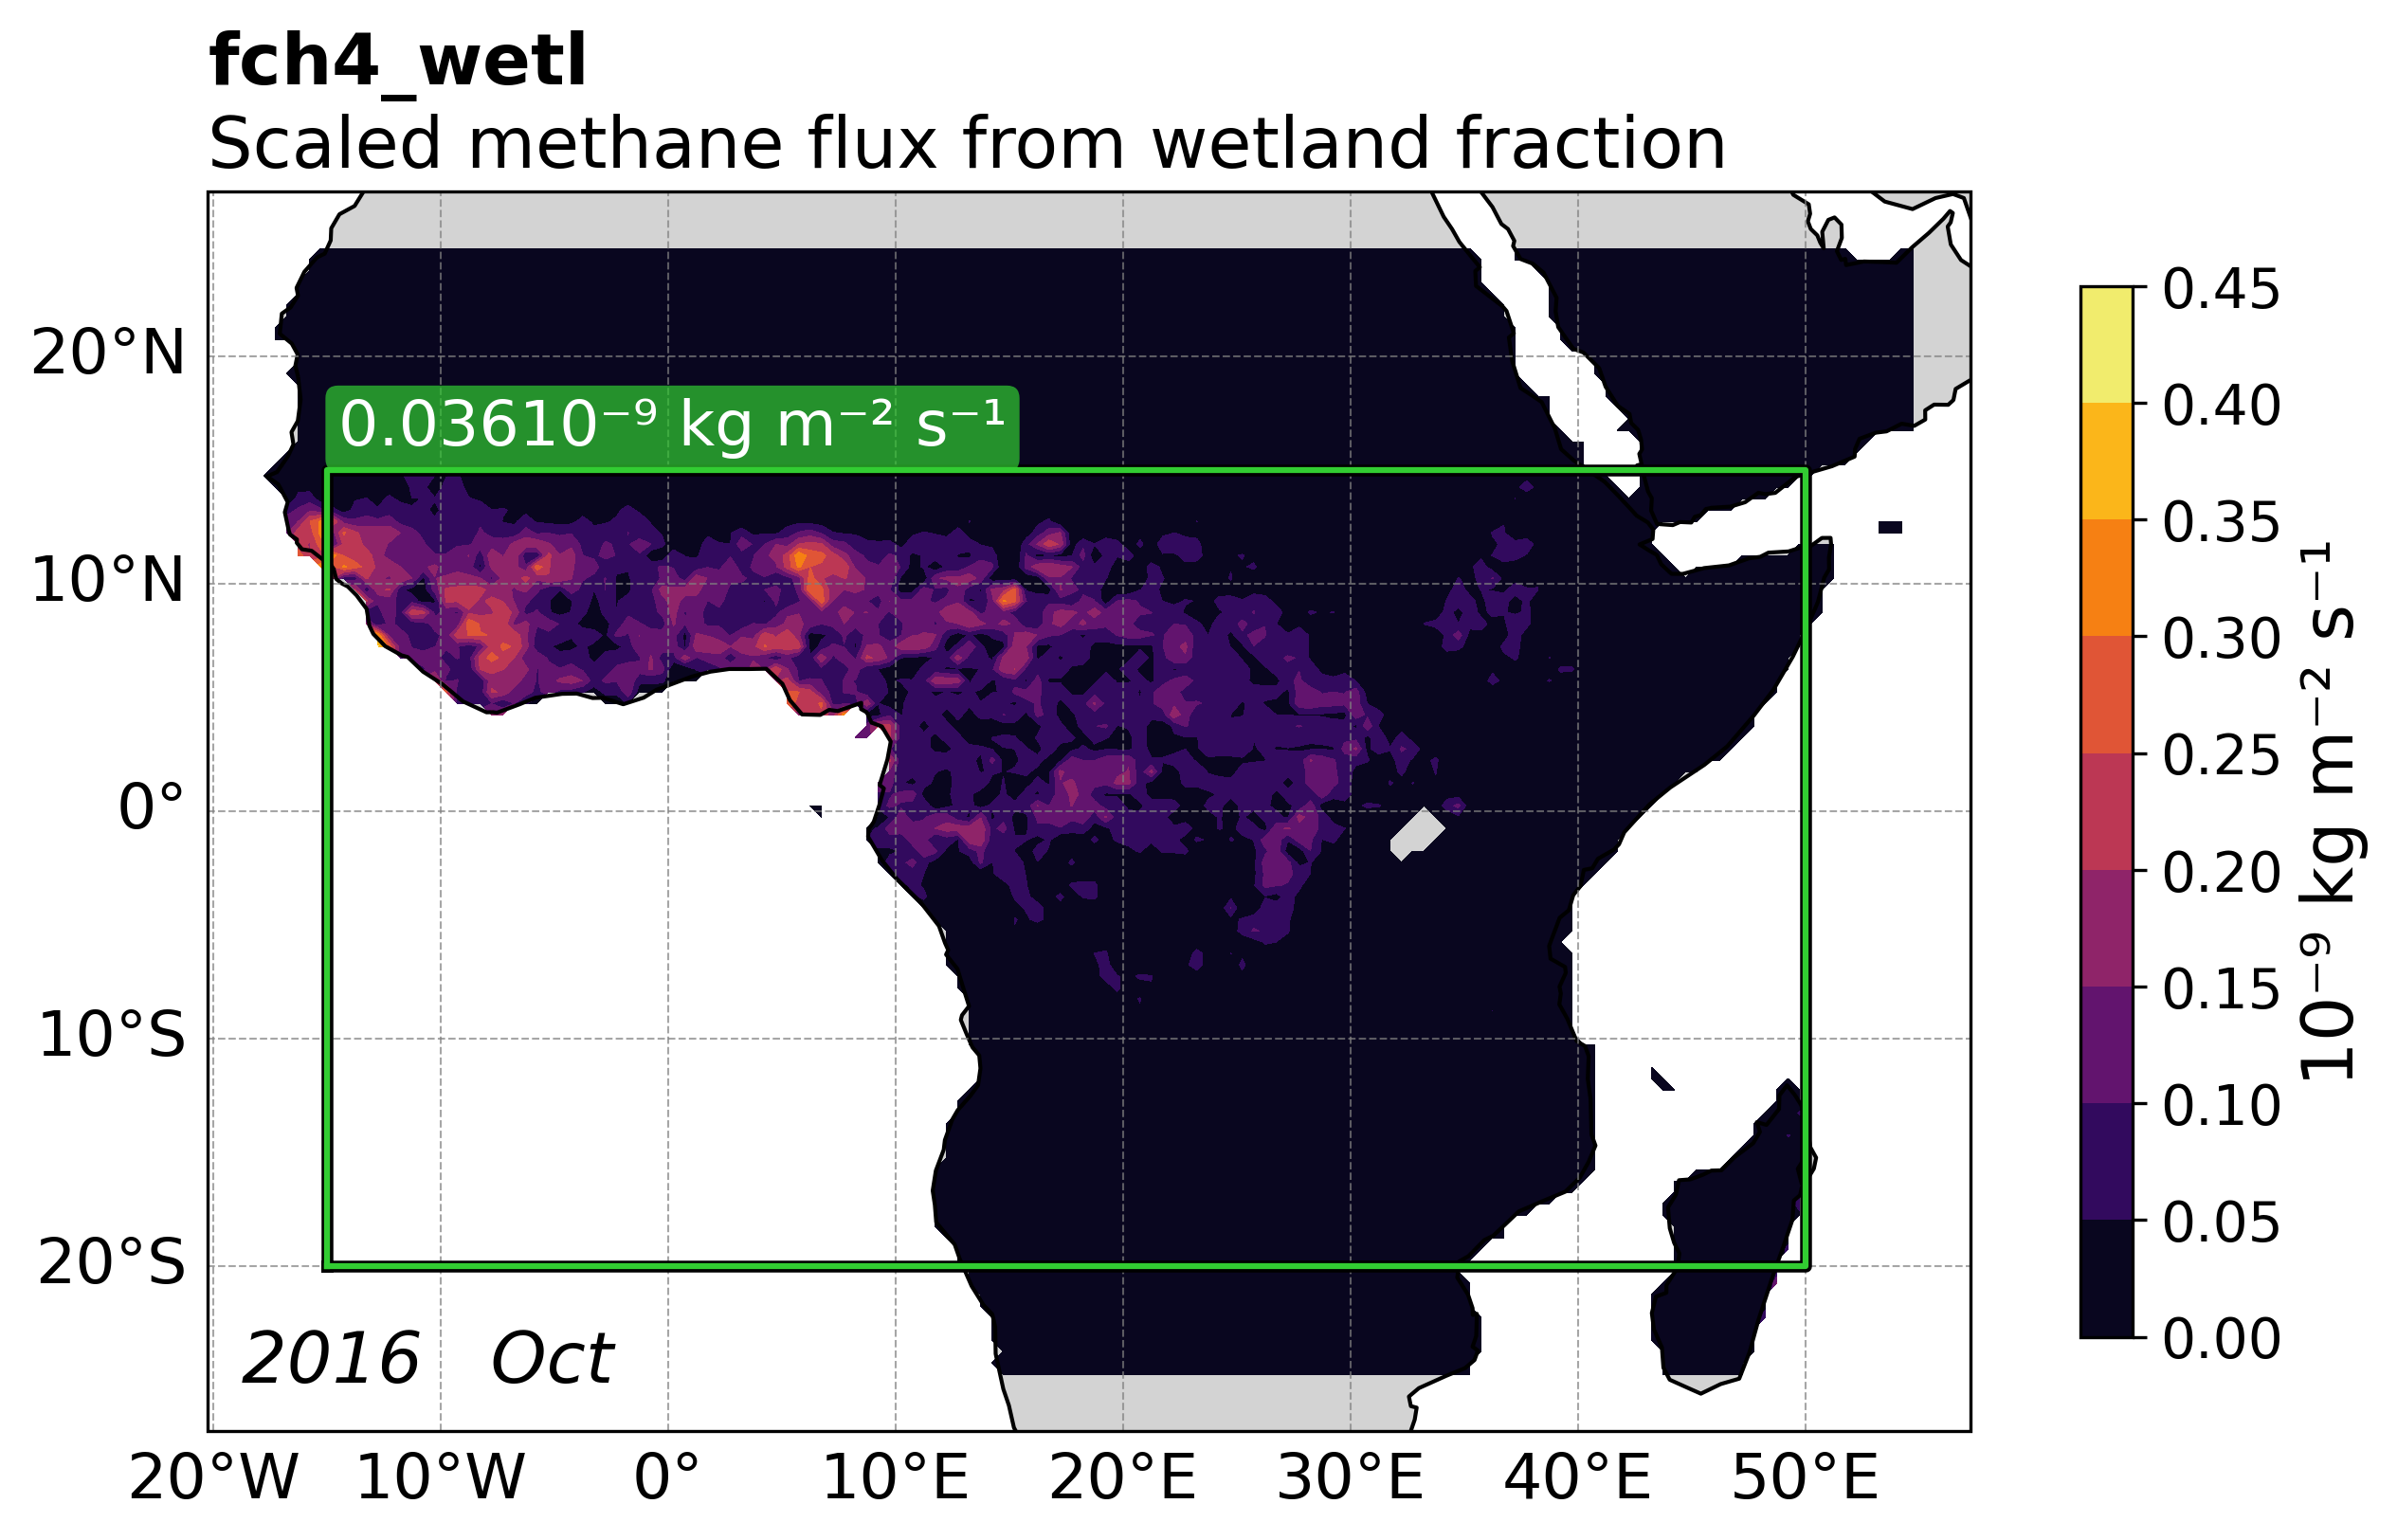 fch4_wetl
Scaled methane flux from wetland fraction
20°N
10°N
0°
10°S
20°S
0.03610⁻⁹ kg m⁻² s⁻¹
2016 Oct
20°W 10°W 0° 10°E 20°E 30°E 40°E 50°E
0.45
0.40
0.35
0.30
0.25
0.20
0.15
0.10
0.05
0.00
10⁻⁹ kg m⁻² s⁻¹